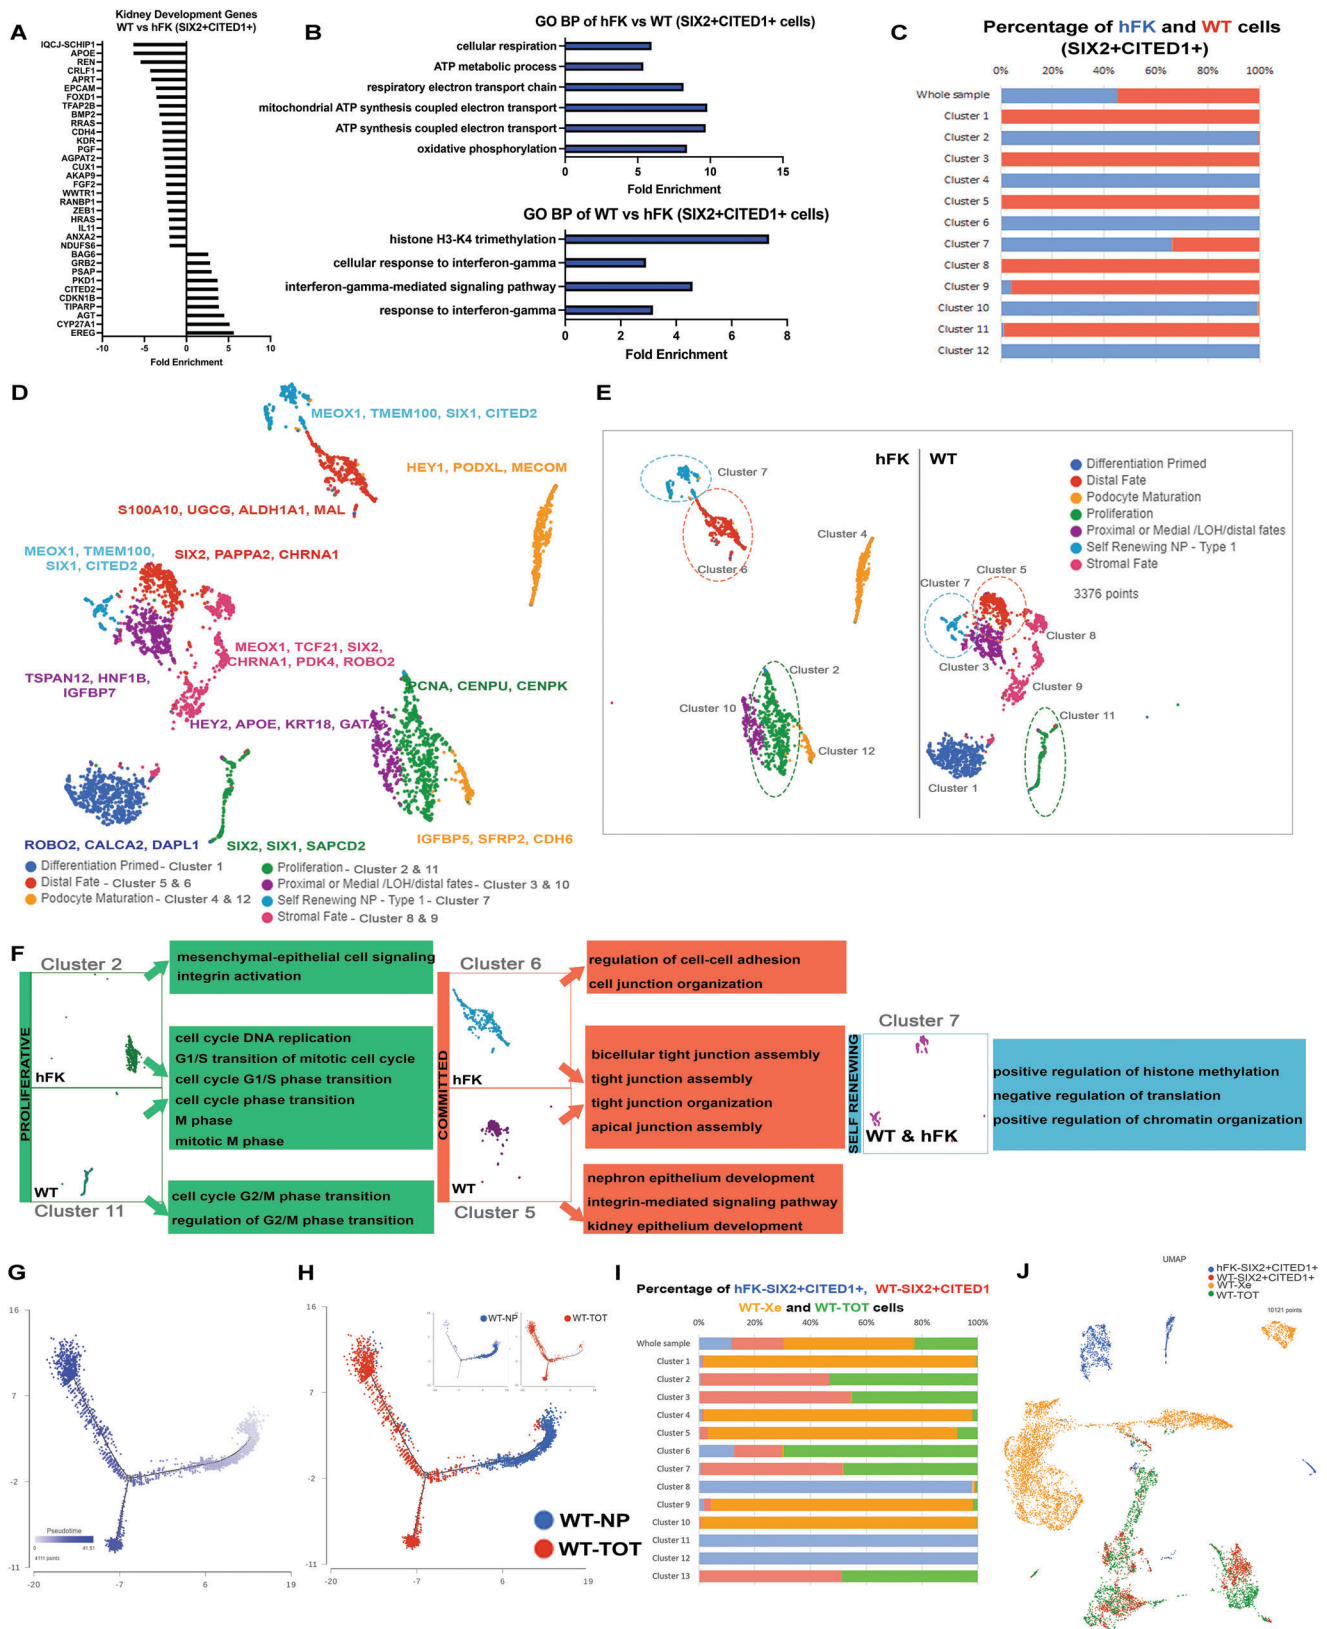 A
Kidney Development Genes
WT vs hFK (SIX2+CITED1+)
IQCJ-SCHIP1
APOE
REN
CRLF1
APRT
EPCAM
FOXD1
TFAP2B
BMP2
RRAS
CDH4
KDR
PGF
AGPAT2
CUX1
AKAP9
FGF2
WWTR1
RANBP1
ZEB1
HRAS
IL11
ANXA2
NDUFS6
BAG6
GRB2
PSAP
PKD1
CITED2
CDKN1B
TIPARP
AGT
CYP27A1
EREG
-10 -5 0 5 10
Fold Enrichment
B
GO BP of hFK vs WT (SIX2+CITED1+ cells)
cellular respiration
ATP metabolic process
respiratory electron transport chain
mitochondrial ATP synthesis coupled electron transport
ATP synthesis coupled electron transport
oxidative phosphorylation
0 5 10 15
Fold Enrichment
GO BP of WT vs hFK (SIX2+CITED1+ cells)
histone H3-K4 trimethylation
cellular response to interferon-gamma
interferon-gamma-mediated signaling pathway
response to interferon-gamma
0 2 4 6 8
Fold Enrichment
C
Percentage of hFK and WT cells
(SIX2+CITED1+)
0% 20% 40% 60% 80% 100%
Whole sample
Cluster 1
Cluster 2
Cluster 3
Cluster 4
Cluster 5
Cluster 6
Cluster 7
Cluster 8
Cluster 9
Cluster 10
Cluster 11
Cluster 12
D
MEOX1, TMEM100, SIX1, CITED2
HEY1, PODXL, MECOM
S100A10, UGCG, ALDH1A1, MAL
MEOX1, TMEM100,
SIX1, CITED2
SIX2, PAPPA2, CHRNA1
MEOX1, TCF21, SIX2,
CHRNA1, PDK4, ROBO2
TSPAN12, HNF1B,
IGFBP7
PCNA, CENPU, CENPK
HEY2, APOE, KRT18, GATA
ROBO2, CALCA2, DAPL1
SIX2, SIX1, SAPCD2
IGFBP5, SFRP2, CDH6
Differentiation Primed - Cluster 1
Distal Fate - Cluster 5 & 6
Podocyte Maturation - Cluster 4 & 12
Proliferation - Cluster 2 & 11
Proximal or Medial /LOH/distal fates - Cluster 3 & 10
Self Renewing NP - Type 1 - Cluster 7
Stromal Fate - Cluster 8 & 9
E
hFK
WT
Cluster 7
Cluster 6
Cluster 4
Cluster 2
Cluster 10
Cluster 12
Differentiation Primed
Distal Fate
Podocyte Maturation
Proliferation
Proximal or Medial /LOH/distal fates
Self Renewing NP - Type 1
Stromal Fate
3376 points
Cluster 5
Cluster 7
Cluster 8
Cluster 3
Cluster 9
Cluster 11
Cluster 1
F
Cluster 2
PROLIFERATIVE
hFK
WT
Cluster 11
mesenchymal-epithelial cell signaling
integrin activation
cell cycle DNA replication
G1/S transition of mitotic cell cycle
cell cycle G1/S phase transition
cell cycle phase transition
M phase
mitotic M phase
cell cycle G2/M phase transition
regulation of G2/M phase transition
Cluster 6
COMMITTED
hFK
WT
Cluster 5
regulation of cell-cell adhesion
cell junction organization
bicellular tight junction assembly
tight junction assembly
tight junction organization
apical junction assembly
nephron epithelium development
integrin-mediated signaling pathway
kidney epithelium development
Cluster 7
SELF RENEWING
WT & hFK
positive regulation of histone methylation
negative regulation of translation
positive regulation of chromatin organization
G
16
7
-2
-11
-20 -7 6 19
Pseudotime
0 41.51
4111 points
H
16
7
-2
-11
-20 -7 6 19
WT-NP
WT-TOT
WT-NP
WT-TOT
I
Percentage of hFK-SIX2+CITED1+, WT-SIX2+CITED1
WT-Xe and WT-TOT cells
0% 20% 40% 60% 80% 100%
Whole sample
Cluster 1
Cluster 2
Cluster 3
Cluster 4
Cluster 5
Cluster 6
Cluster 7
Cluster 8
Cluster 9
Cluster 10
Cluster 11
Cluster 12
Cluster 13
J
UMAP
hFK-SIX2+CITED1+
WT-SIX2+CITED1+
WT-Xe
WT-TOT
10121 points